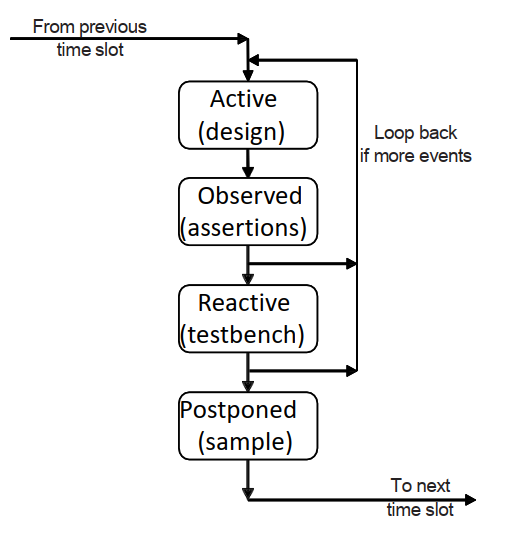 From previous
time slot
Active
(design)
Loop back
if more events
Observed
(assertions)
Reactive
(testbench)
Postponed
(sample)
To next
time slot